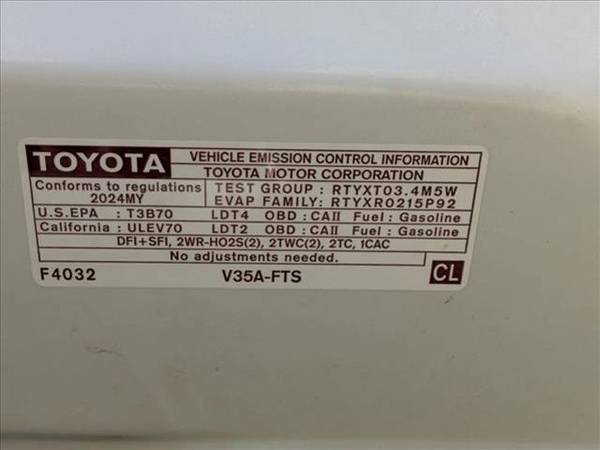 TOYOTA VEHICLE EMISSION CONTROL INFORMATION
TOYOTA MOTOR CORPORATION
Conforms to regulations
2024MY
TEST GROUP : RTYXT03.4M5W
EVAP FAMILY: RTYXR0215P92
U.S.EPA : T3B70 LDT4 OBD : CAII Fuel : Gasoline
California : ULEV70 LDT2 OBD : CAII Fuel : Gasoline
DFI+SFI, 2WR-HO2S(2), 2TWC(2), 2TC, 1CAC
No adjustments needed.
F4032 V35A-FTS CL